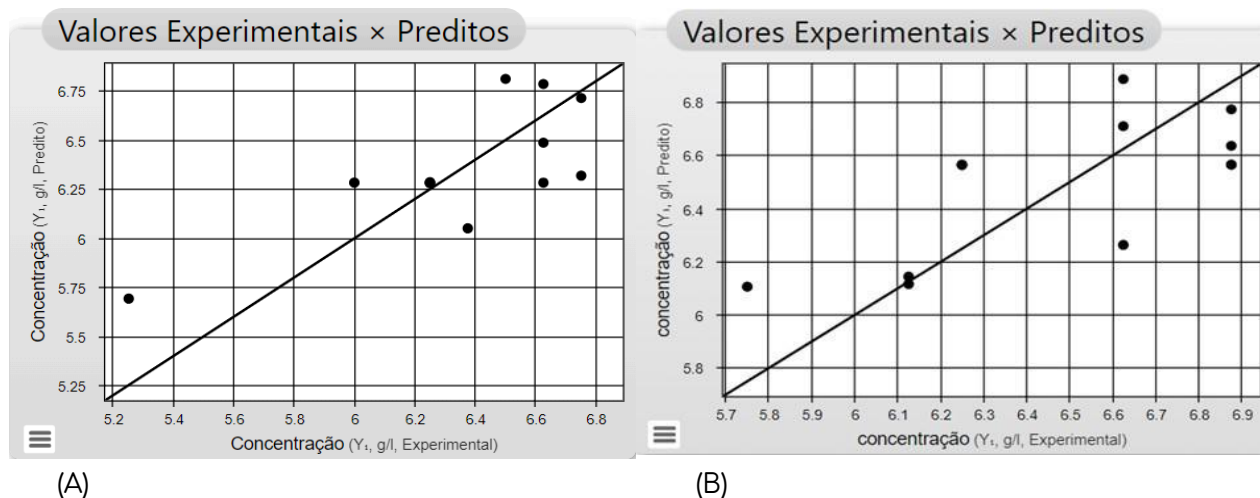 Valores Experimentais × Preditos
Concentração (Y₁, g/l, Predito)
6.75
6.5
6.25
6
5.75
5.5
5.25
5.2 5.4 5.6 5.8 6 6.2 6.4 6.6 6.8
Concentração (Y₁, g/l, Experimental)
(A)
Valores Experimentais × Preditos
concentração (Y₁, g/l, Predito)
6.8
6.6
6.4
6.2
6
5.8
5.7 5.8 5.9 6 6.1 6.2 6.3 6.4 6.5 6.6 6.7 6.8 6.9
concentração (Y₁, g/l, Experimental)
(B)